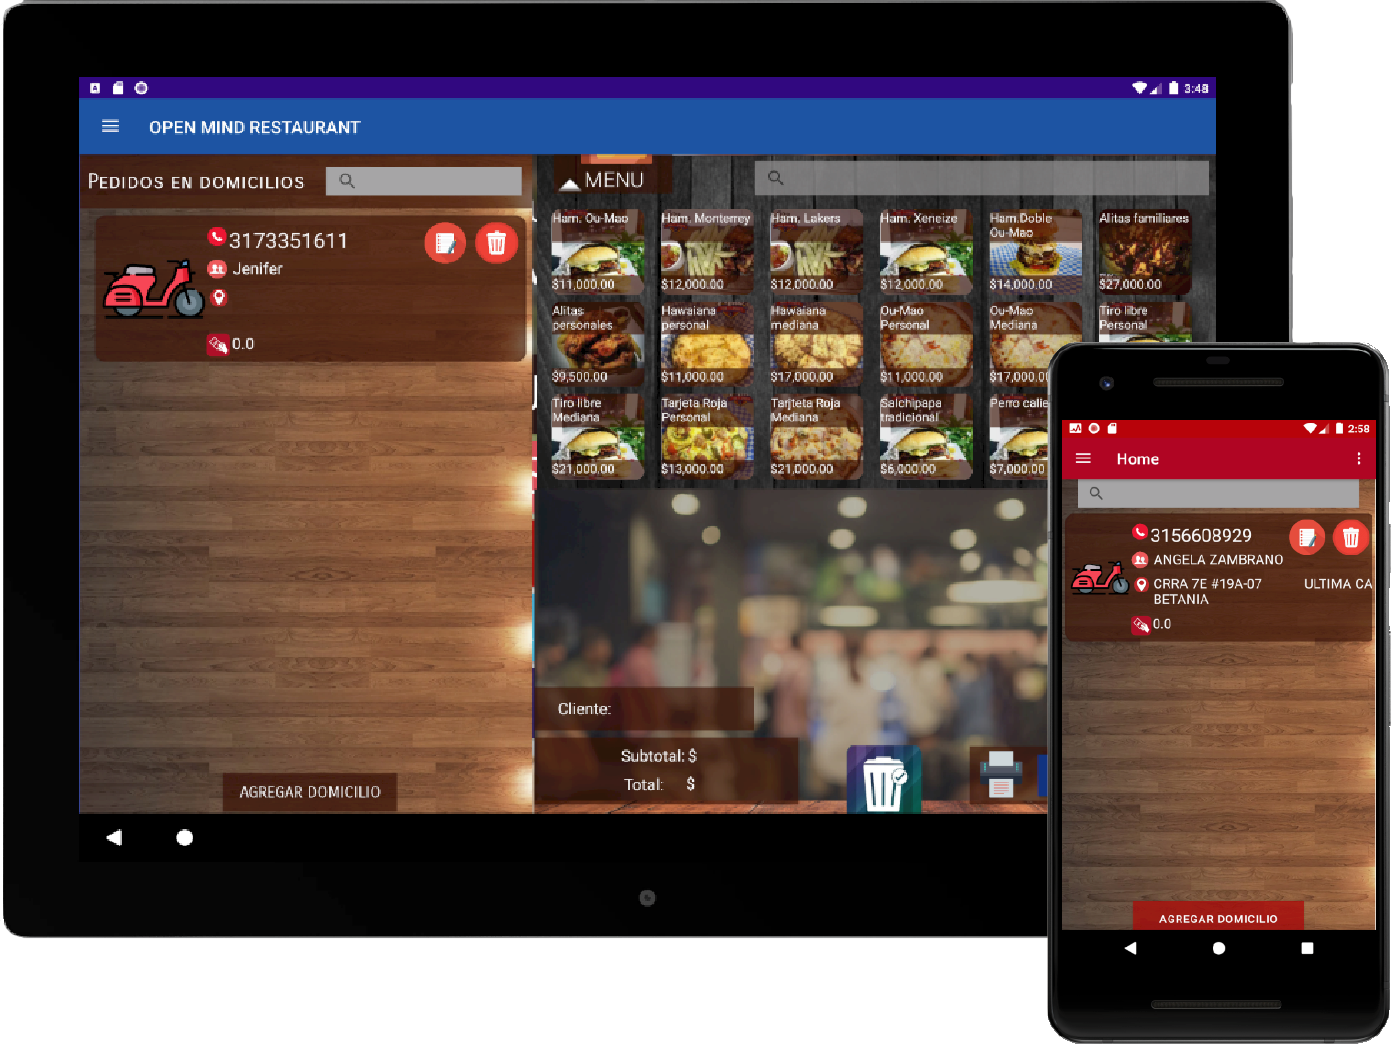 3:48
OPEN MIND RESTAURANT
PEDIDOS EN DOMICILIOS
3173351611
Jenifer
0.0
AGREGAR DOMICILIO
MENU
Ham. Ou-Mao
$11,000.00
Ham. Monterrey
$12,000.00
Ham. Lakers
$12,000.00
Ham. Xeneize
$12,000.00
Ham.Doble
Ou-Mao
$14,000.00
Alitas familiares
$27,000.00
Alitas
personales
$9,500.00
Hawaiana
personal
$11,000.00
Hawaiana
mediana
$17,000.00
Ou-Mao
Personal
$11,000.00
Ou-Mao
Mediana
$17,000
Tiro libre
Personal
Tiro libre
Mediana
$21,000.00
Tarjeta Roja
Personal
$13,000.00
Tarjteta Roja
Mediana
$21,000.00
Salchipapa
tradicional
$6,000.00
Perro calie
$7,000.00
Cliente:
Subtotal: $
Total: $
2:58
Home
3156608929
ANGELA ZAMBRANO
CRRA 7E #19A-07 ULTIMA CA
BETANIA
0.0
AGREGAR DOMICILIO